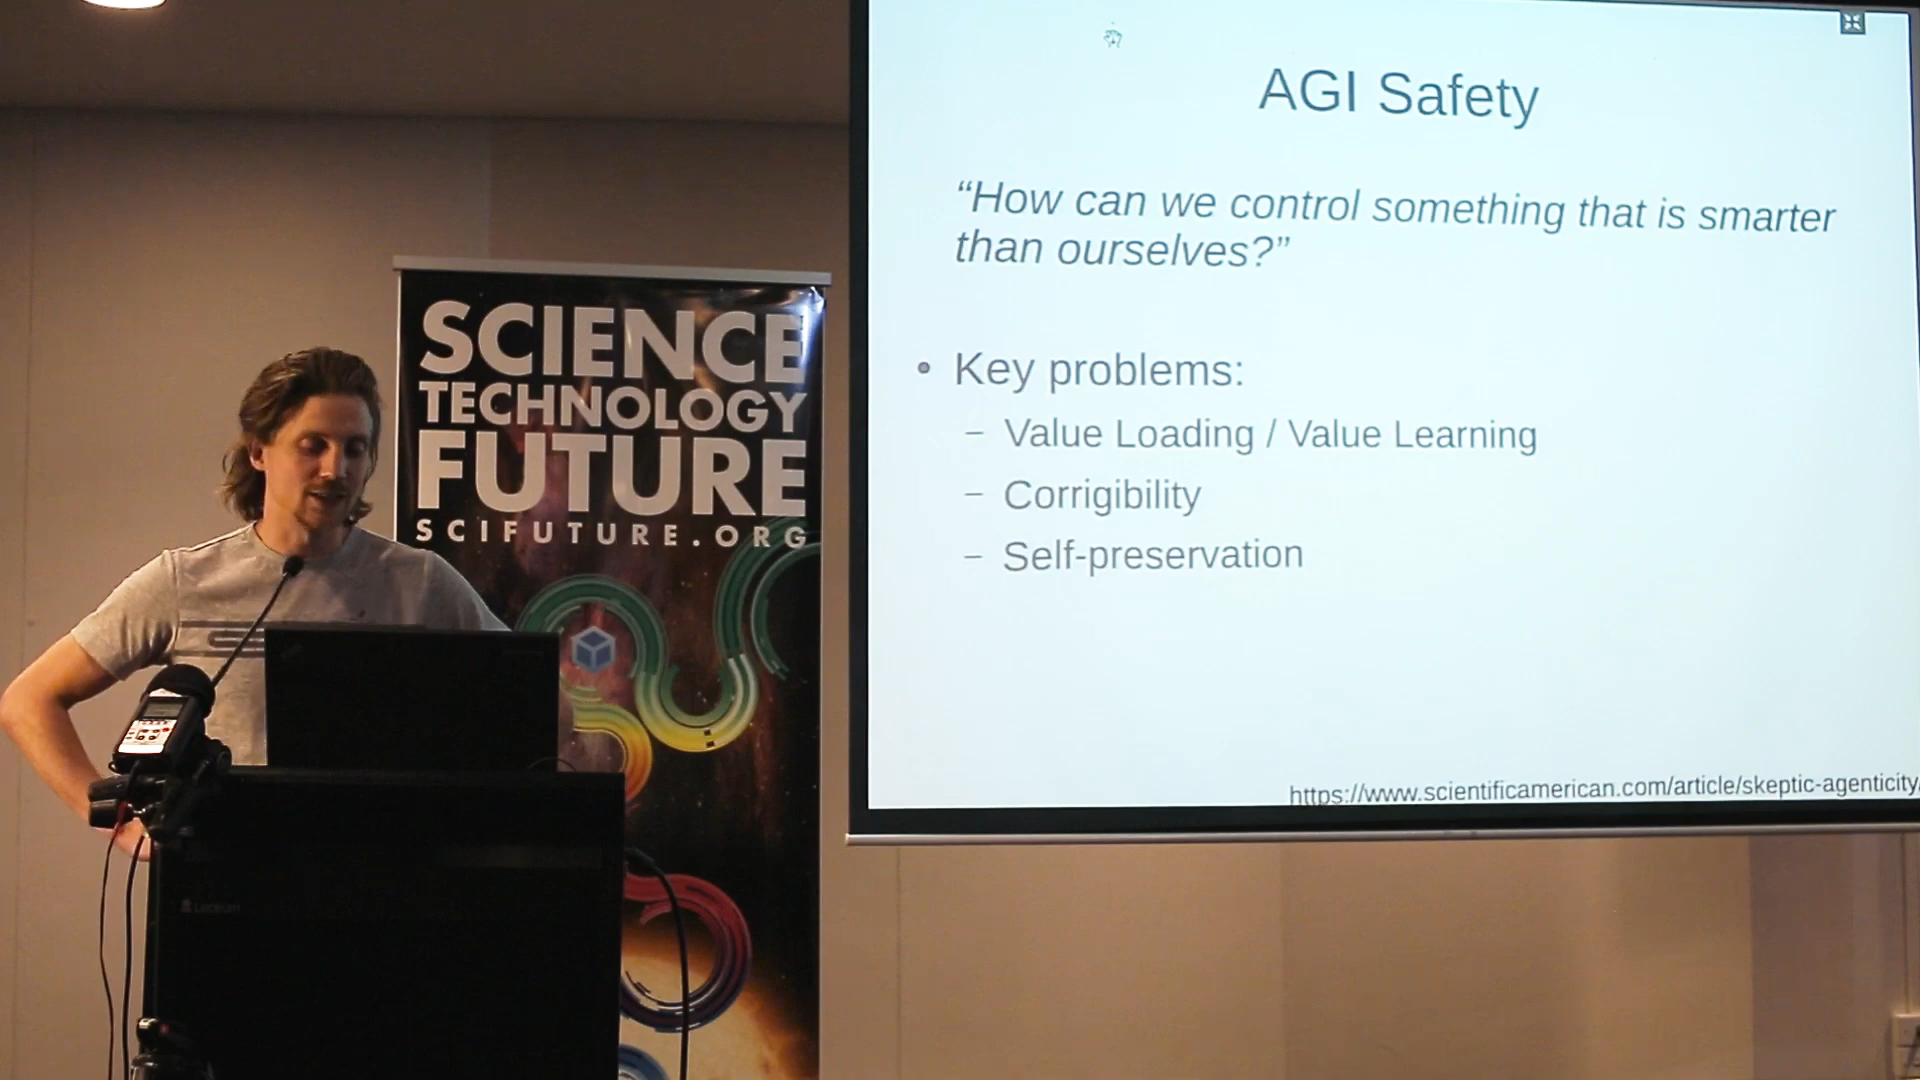 AGI Safety
“How can we control something that is smarter
than ourselves?”
• Key problems:
– Value Loading / Value Learning
– Corrigibility
– Self-preservation
https://www.scientificamerican.com/article/skeptic-agenticity/
SCIENCE
TECHNOLOGY
FUTURE
SCIFUTURE.ORG